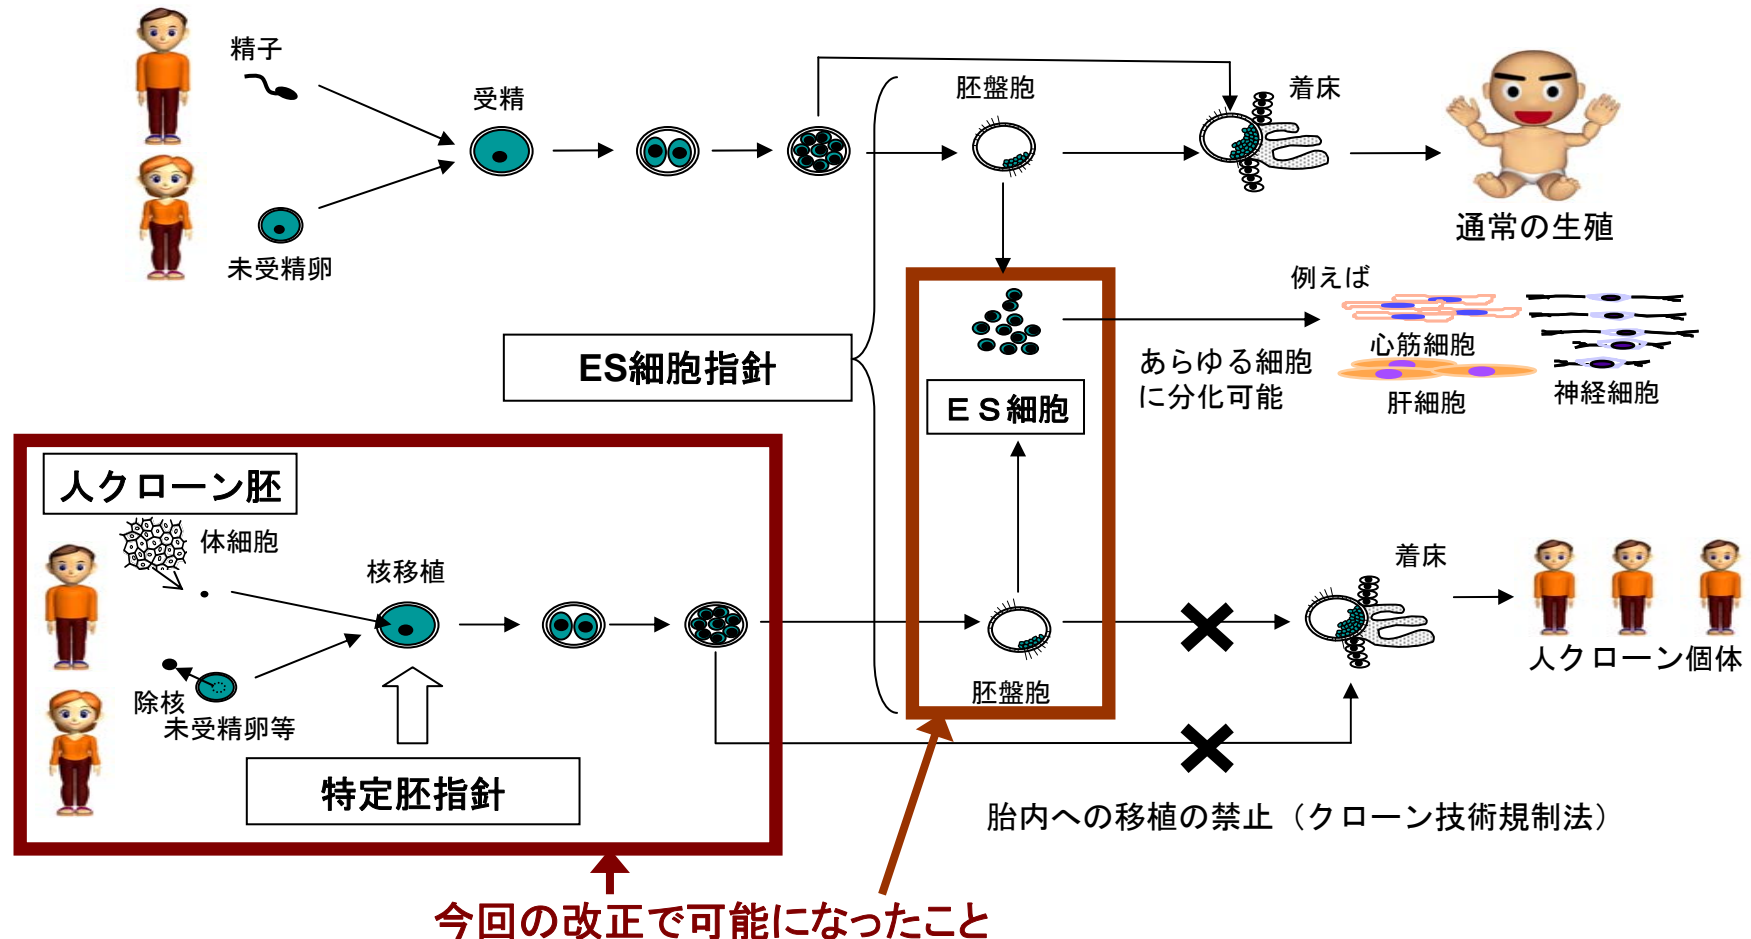 精子
受精
胚盤胞
着床
未受精卵
通常の生殖
例えば
ES細胞指針
あらゆる細胞
に分化可能
心筋細胞
肝細胞
神経細胞
ＥＳ細胞
人クローン胚
体細胞
核移植
着床
除核
未受精卵等
胚盤胞
人クローン個体
特定胚指針
胎内への移植の禁止（クローン技術規制法）
今回の改正で可能になったこと